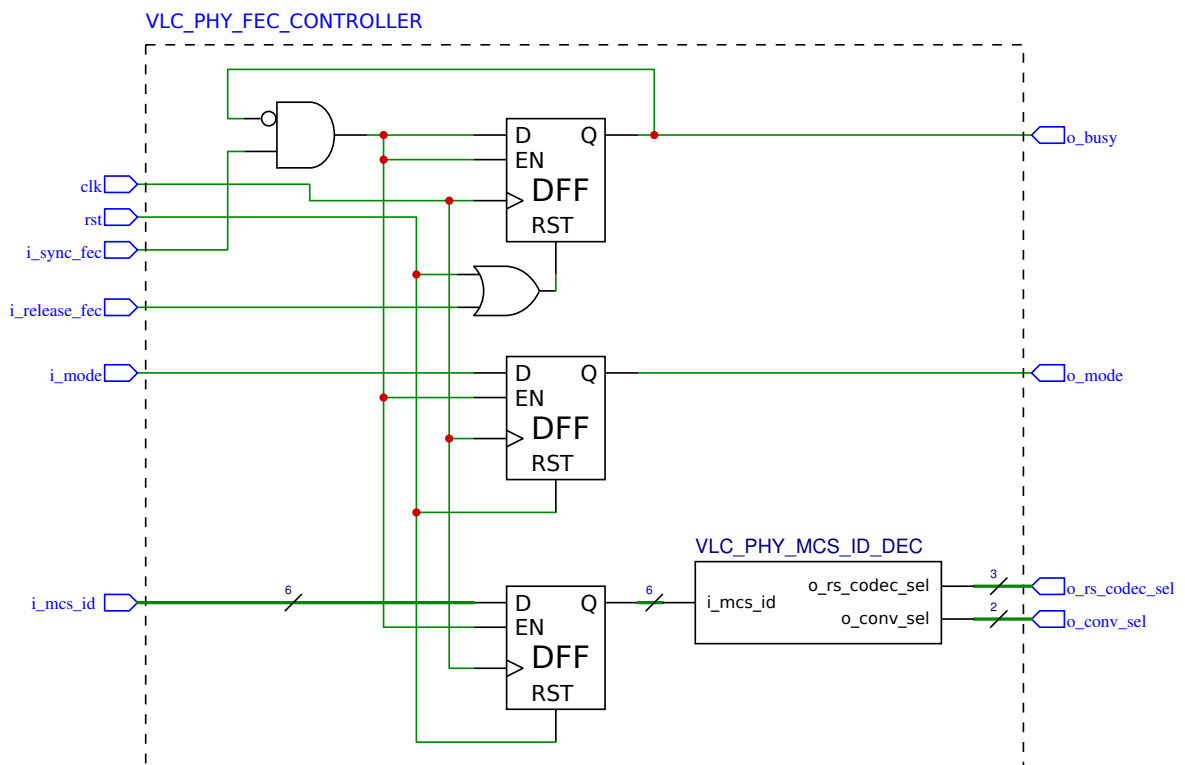 VLC_PHY_FEC_CONTROLLER
D Q
EN
DFF
RST
o_busy
clk
rst
i_sync_fec
i_release_fec
i_mode
D Q
EN
DFF
RST
o_mode
VLC_PHY_MCS_ID_DEC
i_mcs_id
6
D Q
EN
DFF
RST
6
i_mcs_id
o_rs_codec_sel
o_conv_sel
3
o_rs_codec_sel
2
o_conv_sel